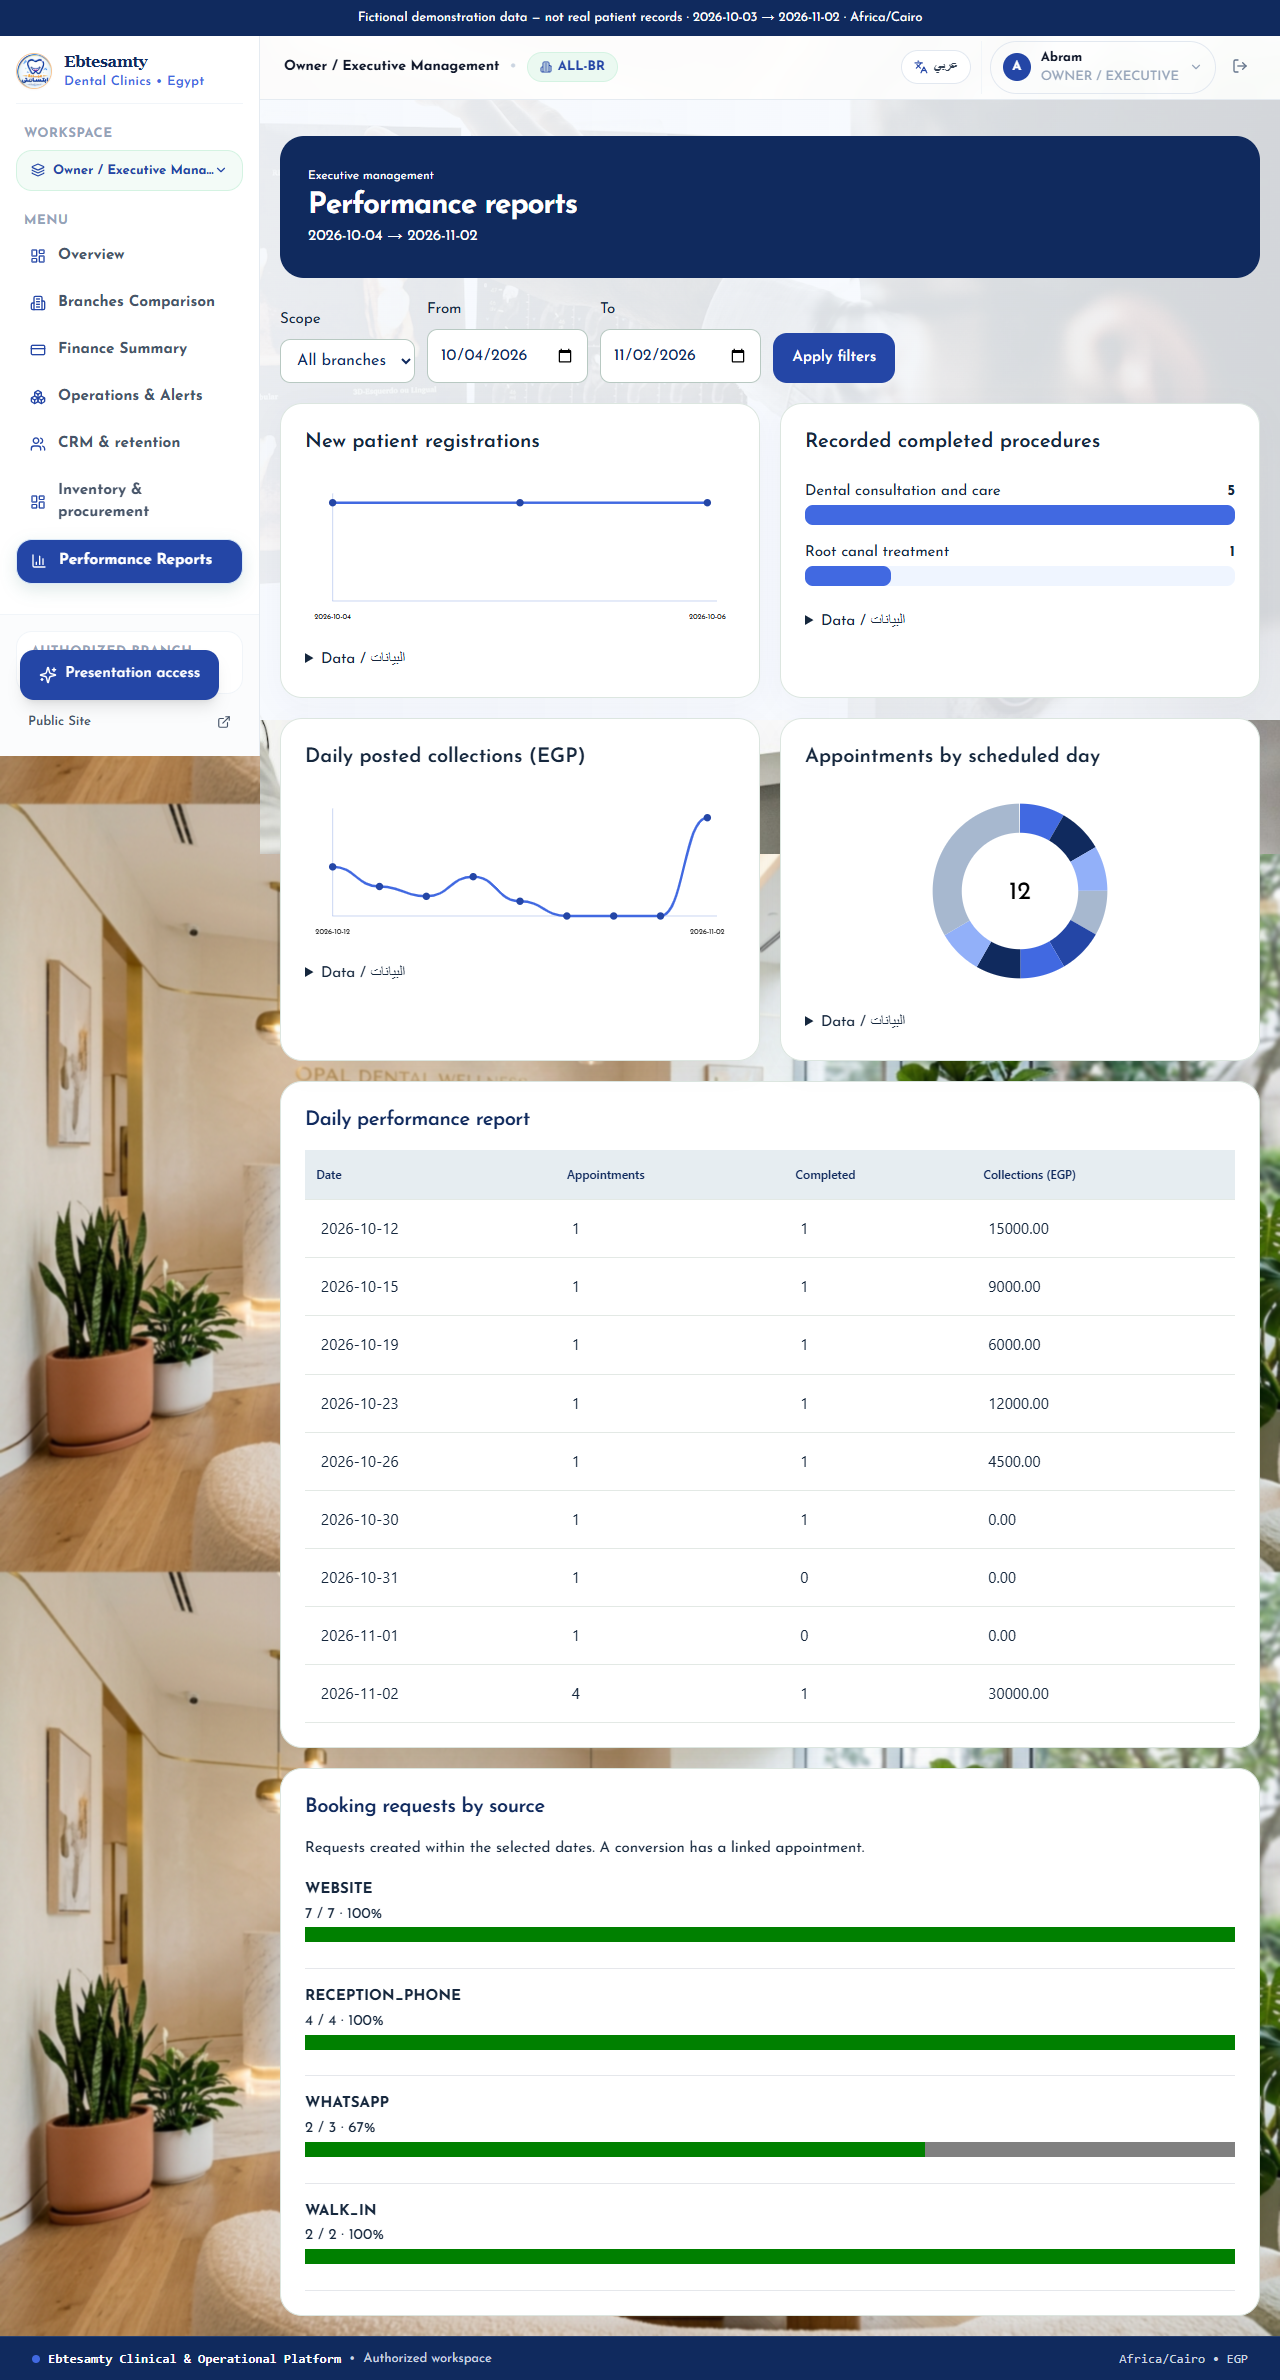 Fictional demonstration data — not real patient records · 2026-10-03 → 2026-11-02 · Africa/Cairo
Ebtesamty
Dental Clinics • Egypt
WORKSPACE
Owner / Executive Mana...
MENU
Overview
Branches Comparison
Finance Summary
Operations & Alerts
CRM & retention
Inventory &
procurement
Performance Reports
AUTHORIZED BRANCH
Presentation access
Public Site
Owner / Executive Management • ALL-BR
عربي
A
Abram
OWNER / EXECUTIVE
Executive management
Performance reports
2026-10-04 → 2026-11-02
Scope
All branches
From
10/04/2026
To
11/02/2026
Apply filters
New patient registrations
2026-10-04
2026-10-06
Data / البيانات
Recorded completed procedures
Dental consultation and care 5
Root canal treatment 1
Data / البيانات
Daily posted collections (EGP)
2026-10-12
2026-11-02
Data / البيانات
Appointments by scheduled day
12
Data / البيانات
OPAL DENTAL WELLNESS
Daily performance report
Date Appointments Completed Collections (EGP)
2026-10-12 1 1 15000.00
2026-10-15 1 1 9000.00
2026-10-19 1 1 6000.00
2026-10-23 1 1 12000.00
2026-10-26 1 1 4500.00
2026-10-30 1 1 0.00
2026-10-31 1 0 0.00
2026-11-01 1 0 0.00
2026-11-02 4 1 30000.00
Booking requests by source
Requests created within the selected dates. A conversion has a linked appointment.
WEBSITE
7 / 7 · 100%
RECEPTION_PHONE
4 / 4 · 100%
WHATSAPP
2 / 3 · 67%
WALK_IN
2 / 2 · 100%
Ebtesamty Clinical & Operational Platform • Authorized workspace
Africa/Cairo • EGP